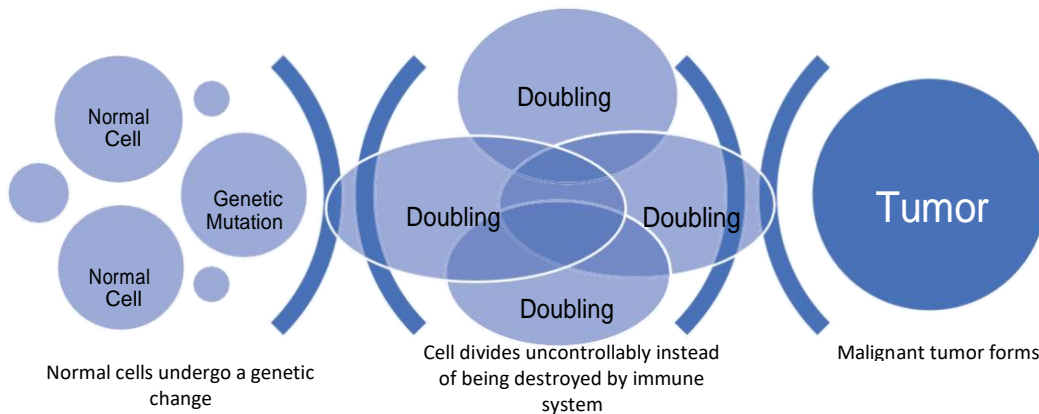 Normal
Cell
Genetic
Mutation
Normal
Cell
Normal cells undergo a genetic
change
Doubling
Doubling
Doubling
Doubling
Cell divides uncontrollably instead
of being destroyed by immune
system
Tumor
Malignant tumor forms